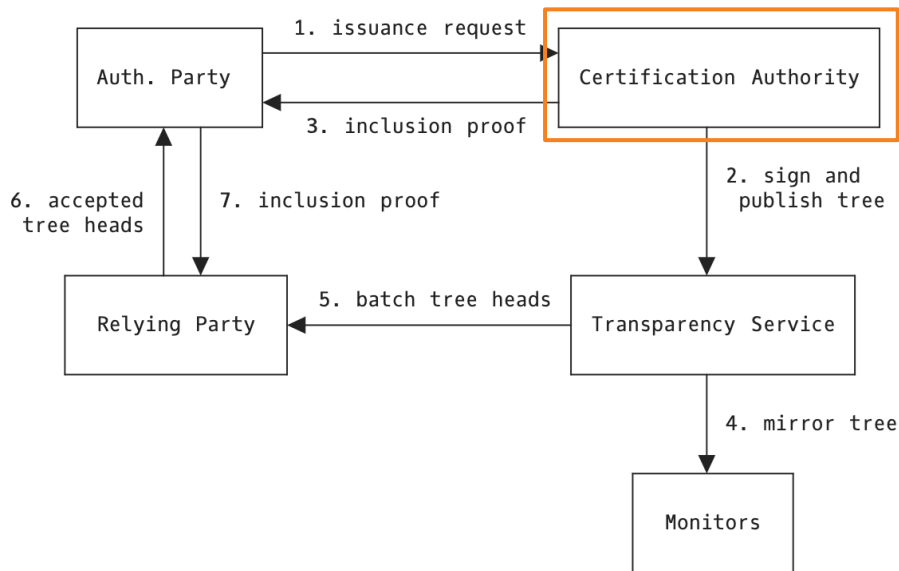 1. issuance request
Auth. Party
Certification Authority
3. inclusion proof
2. sign and
publish tree
6. accepted
tree heads
7. inclusion proof
5. batch tree heads
Relying Party
Transparency Service
4. mirror tree
Monitors